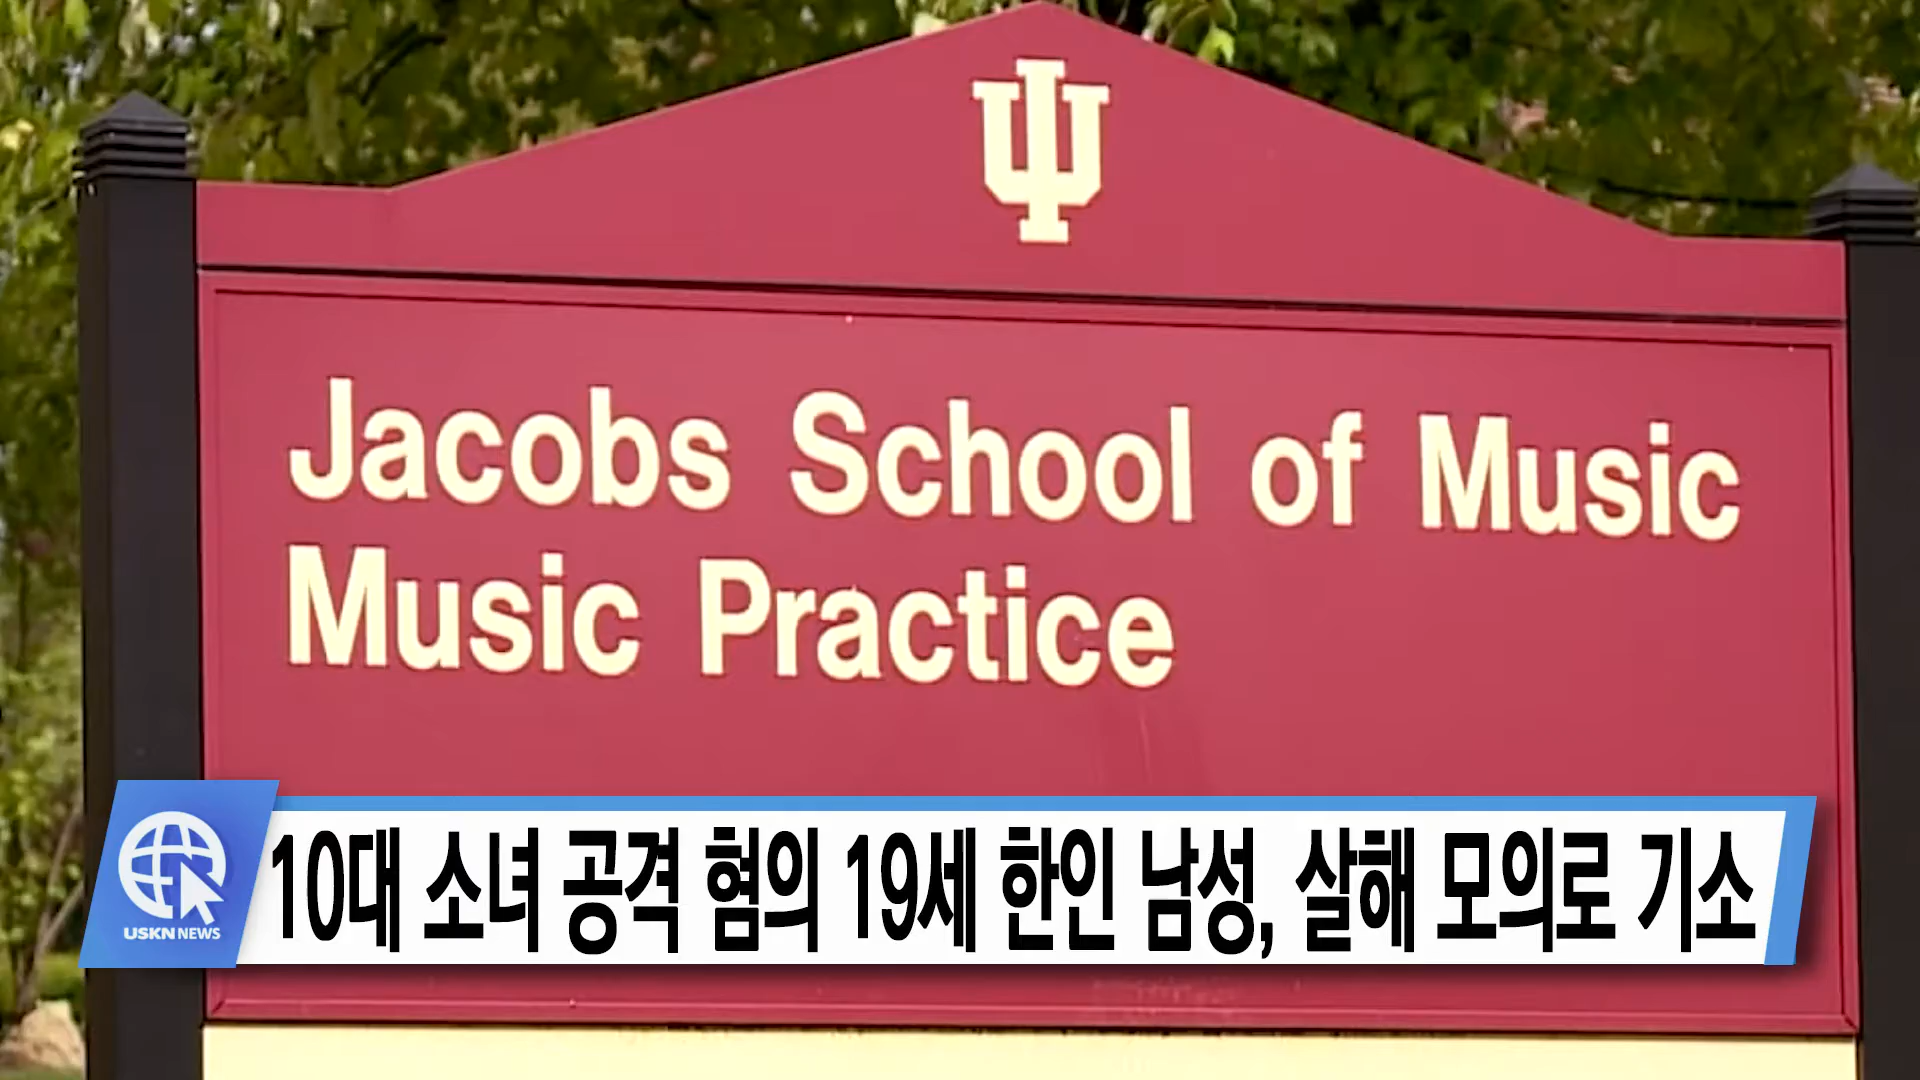 Jacobs School of Music
Music Practice
USKN NEWS
10대 소녀 공격 혐의 19세 한인 남성, 살해 모의로 기소